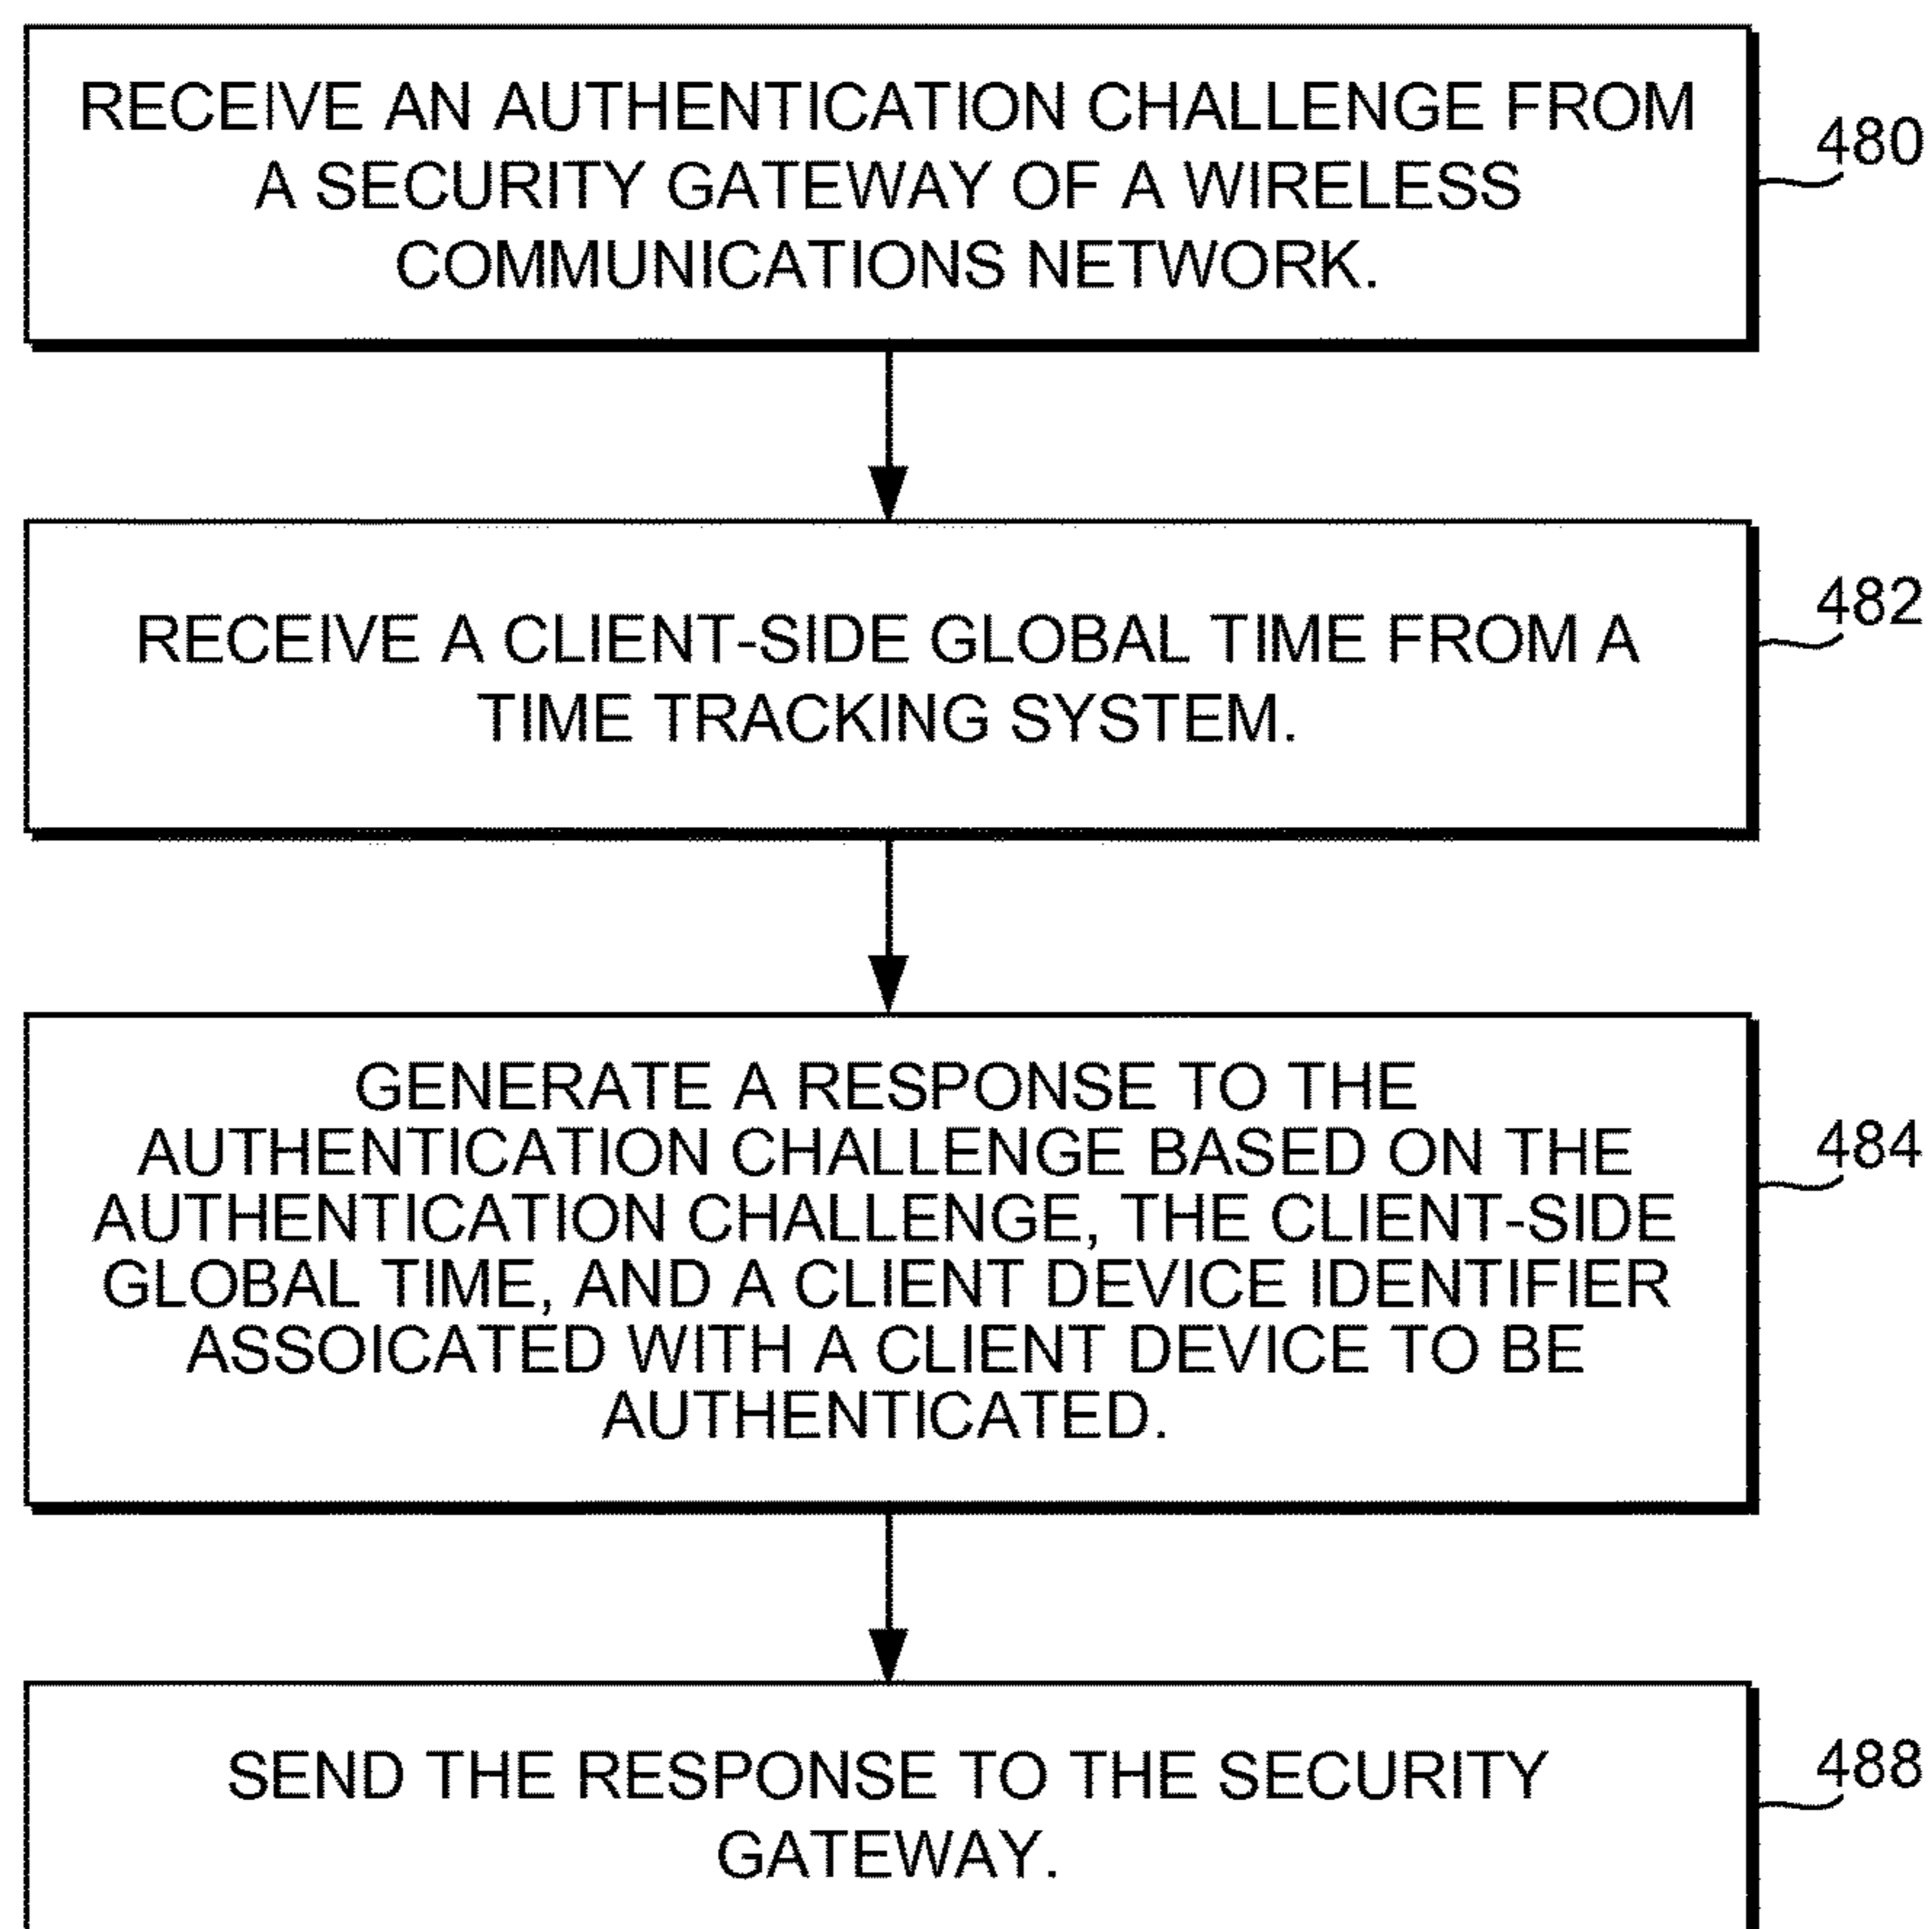 RECEIVE AN AUTHENTICATION CHALLENGE FROM
A SECURITY GATEWAY OF A WIRELESS
COMMUNICATIONS NETWORK.
480
RECEIVE A CLIENT-SIDE GLOBAL TIME FROM A
TIME TRACKING SYSTEM.
482
GENERATE A RESPONSE TO THE
AUTHENTICATION CHALLENGE BASED ON THE
AUTHENTICATION CHALLENGE, THE CLIENT-SIDE
GLOBAL TIME, AND A CLIENT DEVICE IDENTIFIER
ASSOICATED WITH A CLIENT DEVICE TO BE
AUTHENTICATED.
484
SEND THE RESPONSE TO THE SECURITY
GATEWAY.
488